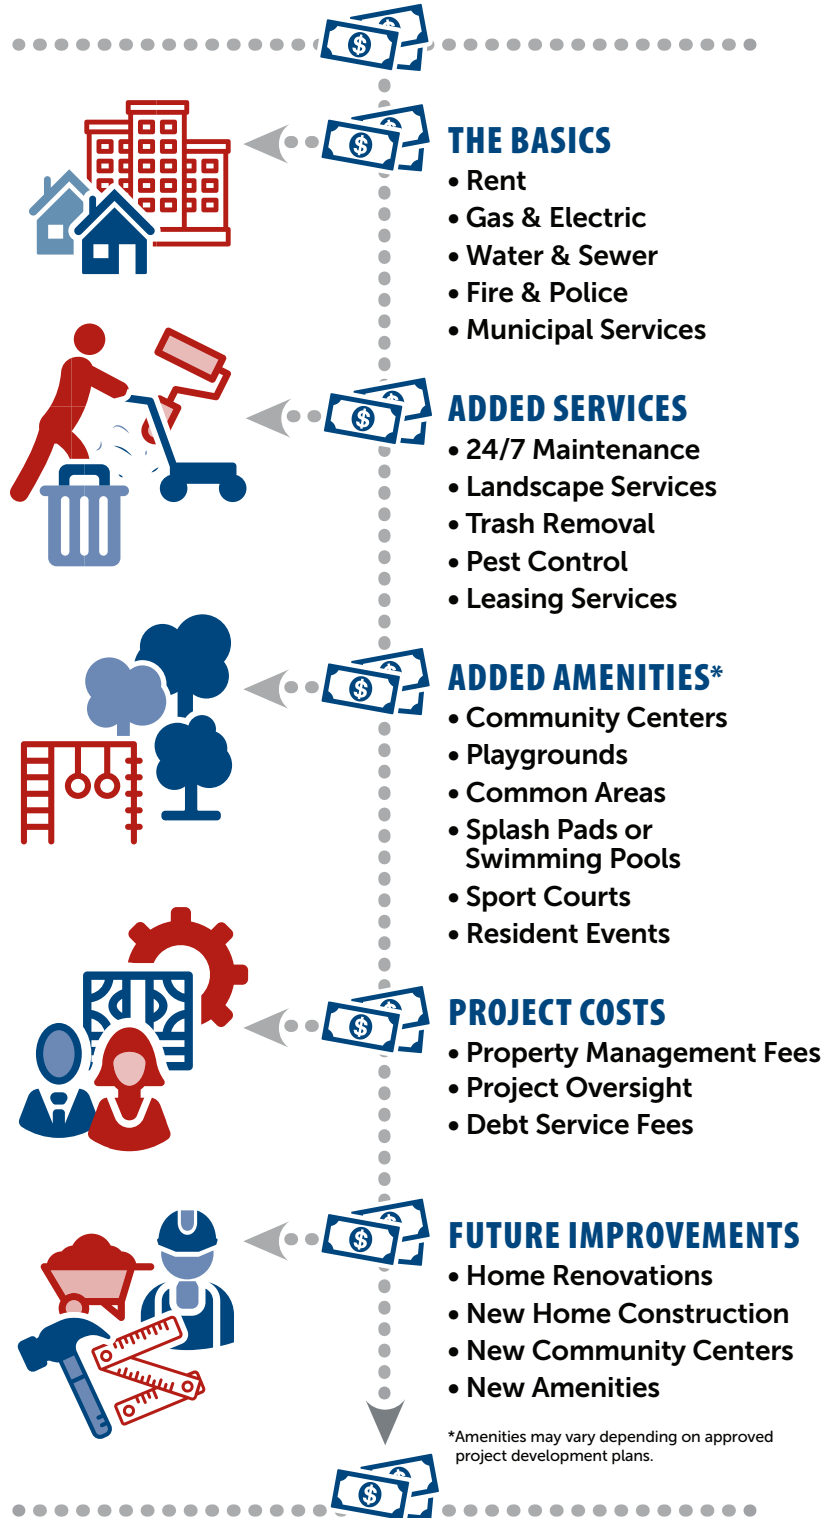 $
$
THE BASICS
• Rent
• Gas & Electric
• Water & Sewer
• Fire & Police
• Municipal Services
$
ADDED SERVICES
• 24/7 Maintenance
• Landscape Services
• Trash Removal
• Pest Control
• Leasing Services
$
ADDED AMENITIES*
• Community Centers
• Playgrounds
• Common Areas
• Splash Pads or
Swimming Pools
• Sport Courts
• Resident Events
$
PROJECT COSTS
• Property Management Fees
• Project Oversight
• Debt Service Fees
$
FUTURE IMPROVEMENTS
• Home Renovations
• New Home Construction
• New Community Centers
• New Amenities
*Amenities may vary depending on approved
project development plans.
$